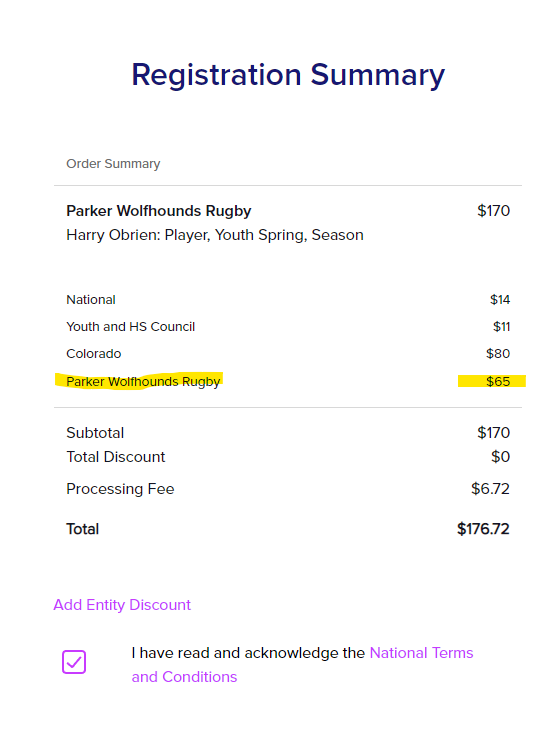 Registration Summary
Order Summary
Parker Wolfhounds Rugby $170
Harry Obrien: Player, Youth Spring, Season
National $14
Youth and HS Council $11
Colorado $80
Parker Wolfhounds Rugby $65
Subtotal $170
Total Discount $0
Processing Fee $6.72
Total $176.72
Add Entity Discount
I have read and acknowledge the National Terms
and Conditions